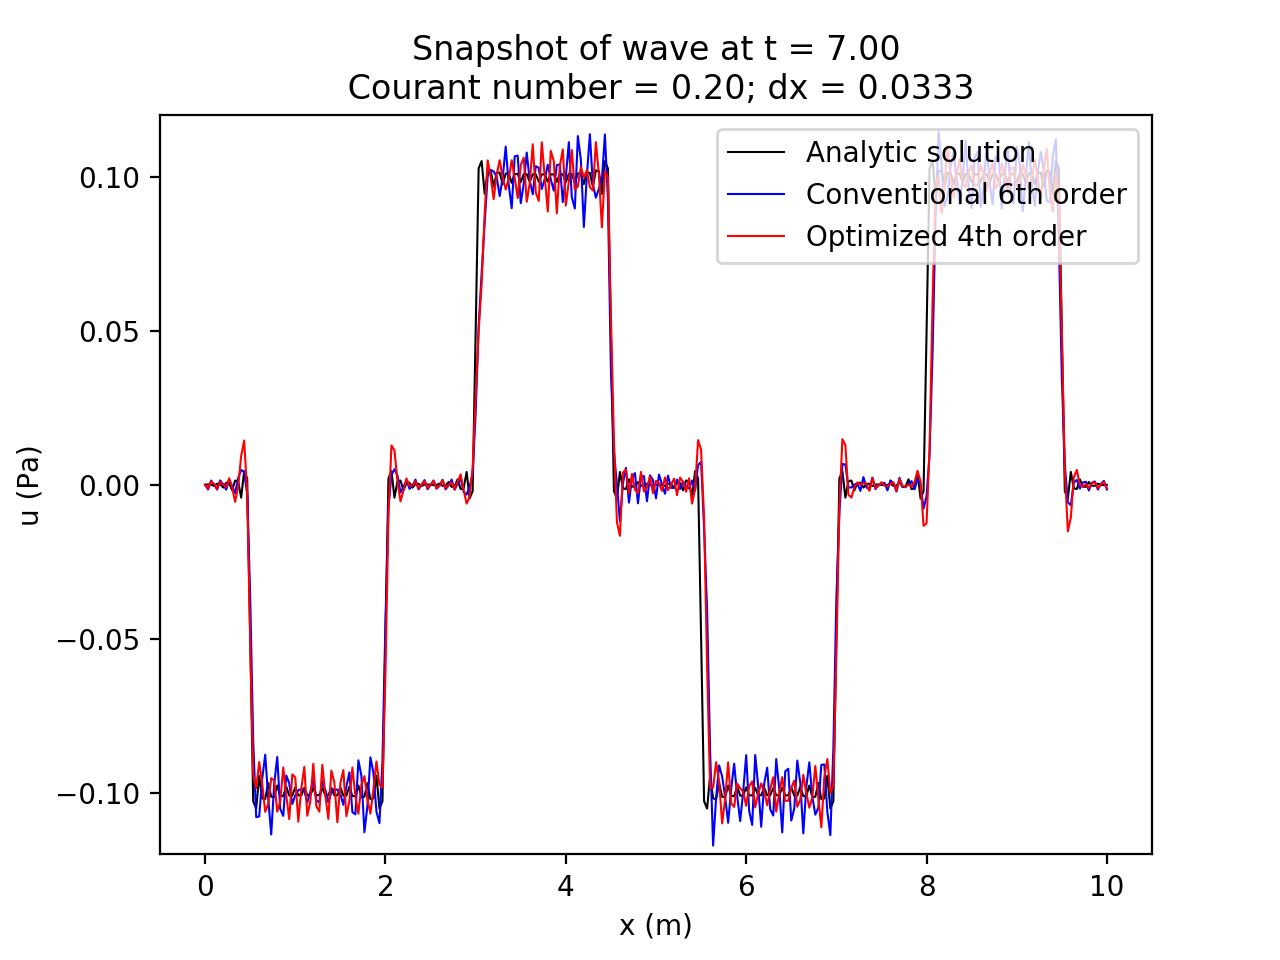 Snapshot of wave at t = 7.00
Courant number = 0.20; dx = 0.0333
Analytic solution
Conventional 6th order
Optimized 4th order
0.10
0.05
0.00
−0.05
−0.10
u (Pa)
0 2 4 6 8 10
x (m)